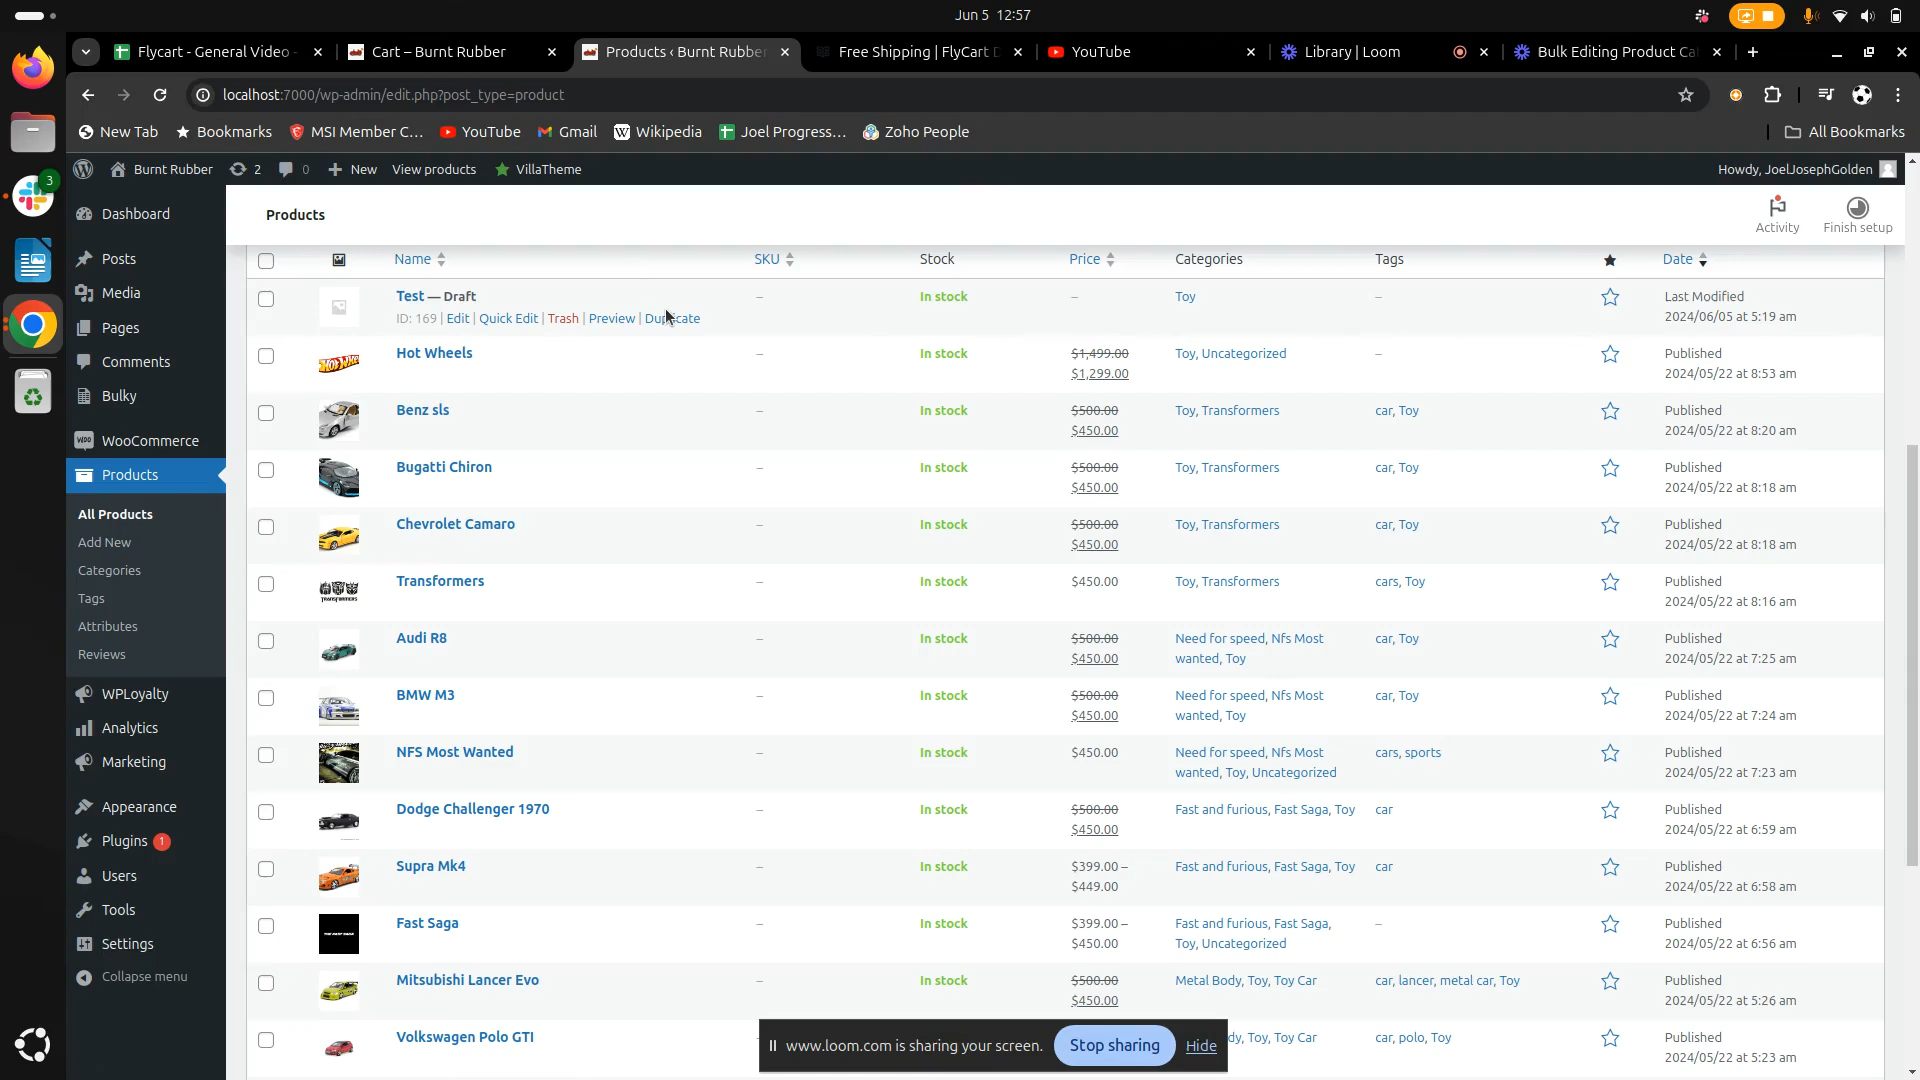 Jun 5 12:57
Flycart - General Video
Cart – Burnt Rubber
Products ‹ Burnt Rubber
Free Shipping | FlyCart D
YouTube
Library | Loom
Bulk Editing Product Ca
localhost:7000/wp-admin/edit.php?post_type=product
New Tab
Bookmarks
MSI Member C...
YouTube
Gmail
Wikipedia
Joel Progress...
Zoho People
All Bookmarks
Burnt Rubber
2
0
New
View products
VillaTheme
Howdy, JoelJosephGolden
3
Dashboard
Posts
Media
Pages
Comments
Bulky
WooCommerce
Products
All Products
Add New
Categories
Tags
Attributes
Reviews
WPLoyalty
Analytics
Marketing
Appearance
Plugins 1
Users
Tools
Settings
Collapse menu
Products
Activity
Finish setup
Name SKU Stock Price Categories Tags Date
Test — Draft – In stock – Toy – Last Modified
ID: 169 | Edit | Quick Edit | Trash | Preview | Duplicate 2024/06/05 at 5:19 am
Hot Wheels – In stock $1,499.00 Toy, Uncategorized – Published
$1,299.00 2024/05/22 at 8:53 am
Benz sls – In stock $500.00 Toy, Transformers car, Toy Published
$450.00 2024/05/22 at 8:20 am
Bugatti Chiron – In stock $500.00 Toy, Transformers car, Toy Published
$450.00 2024/05/22 at 8:18 am
Chevrolet Camaro – In stock $500.00 Toy, Transformers car, Toy Published
$450.00 2024/05/22 at 8:18 am
Transformers – In stock $450.00 Toy, Transformers cars, Toy Published
2024/05/22 at 8:16 am
Audi R8 – In stock $500.00 Need for speed, Nfs Most car, Toy Published
$450.00 wanted, Toy 2024/05/22 at 7:25 am
BMW M3 – In stock $500.00 Need for speed, Nfs Most car, Toy Published
$450.00 wanted, Toy 2024/05/22 at 7:24 am
NFS Most Wanted – In stock $450.00 Need for speed, Nfs Most cars, sports Published
wanted, Toy, Uncategorized 2024/05/22 at 7:23 am
Dodge Challenger 1970 – In stock $500.00 Fast and furious, Fast Saga, Toy car Published
$450.00 2024/05/22 at 6:59 am
Supra Mk4 – In stock $399.00 – Fast and furious, Fast Saga, Toy car Published
$449.00 2024/05/22 at 6:58 am
Fast Saga – In stock $399.00 – Fast and furious, Fast Saga, – Published
$450.00 Toy, Uncategorized 2024/05/22 at 6:56 am
Mitsubishi Lancer Evo – In stock $500.00 Metal Body, Toy, Toy Car car, lancer, metal car, Toy Published
$450.00 2024/05/22 at 5:26 am
Volkswagen Polo GTI dy, Toy, Toy Car car, polo, Toy Published
2024/05/22 at 5:23 am
www.loom.com is sharing your screen. Stop sharing Hide